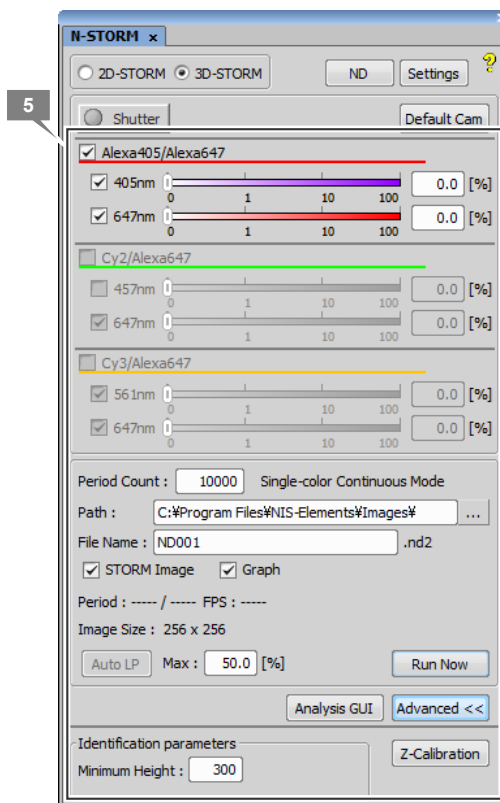 N-STORM x
2D-STORM 3D-STORM ND Settings ?
5
Shutter Default Cam
Alexa405/Alexa647
405nm 0.0 [%]
0 1 10 100
647nm 0.0 [%]
0 1 10 100
Cy2/Alexa647
457nm 0.0 [%]
0 1 10 100
647nm 0.0 [%]
0 1 10 100
Cy3/Alexa647
561nm 0.0 [%]
0 1 10 100
647nm 0.0 [%]
0 1 10 100
Period Count : 10000 Single-color Continuous Mode
Path : C:¥Program Files¥NIS-Elements¥Images¥ ...
File Name : ND001 .nd2
STORM Image Graph
Period : ----- / ----- FPS : -----
Image Size : 256 x 256
Auto LP Max : 50.0 [%] Run Now
Analysis GUI Advanced <<
Identification parameters
Minimum Height : 300
Z-Calibration